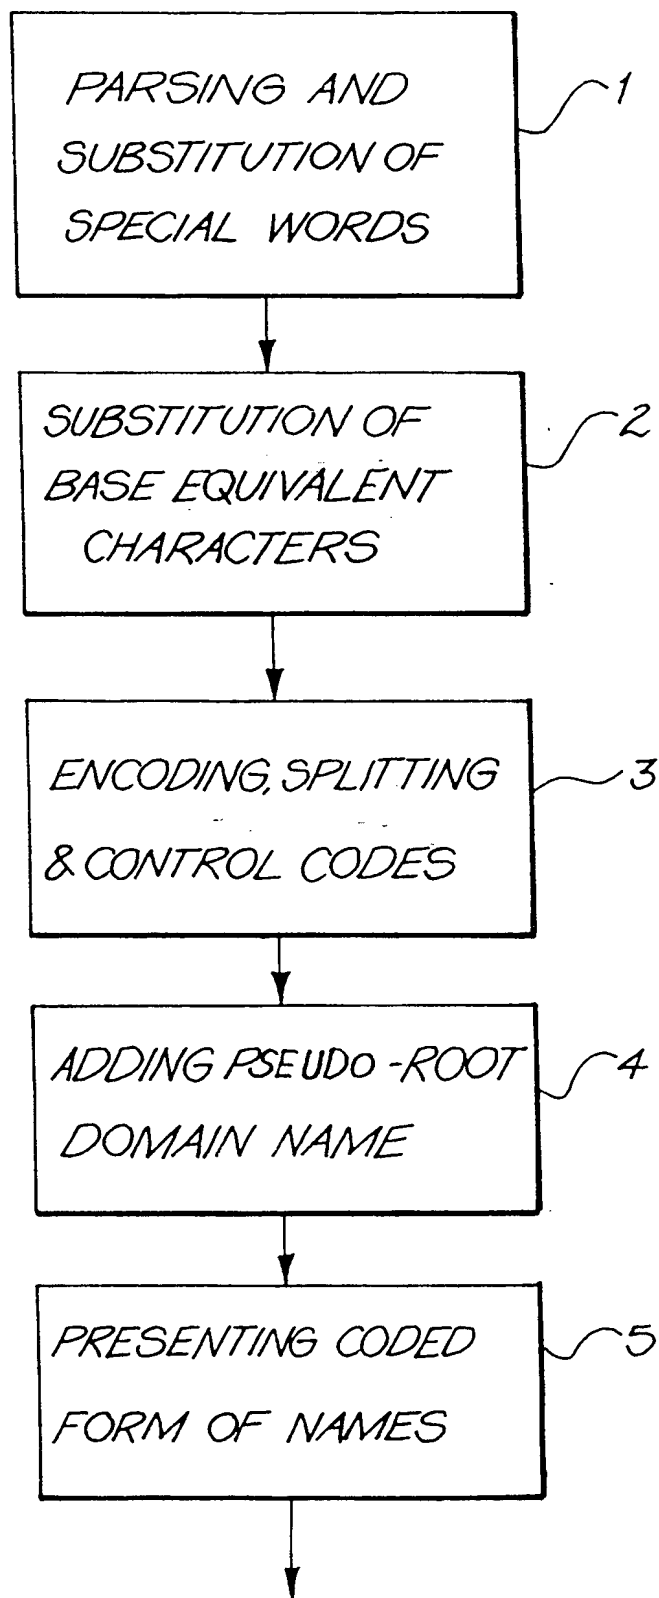 PARSING AND
SUBSTITUTION OF
SPECIAL WORDS
1
SUBSTITUTION OF
BASE EQUIVALENT
CHARACTERS
2
ENCODING, SPLITTING
& CONTROL CODES
3
ADDING PSEUDO-ROOT
DOMAIN NAME
4
PRESENTING CODED
FORM OF NAMES
5